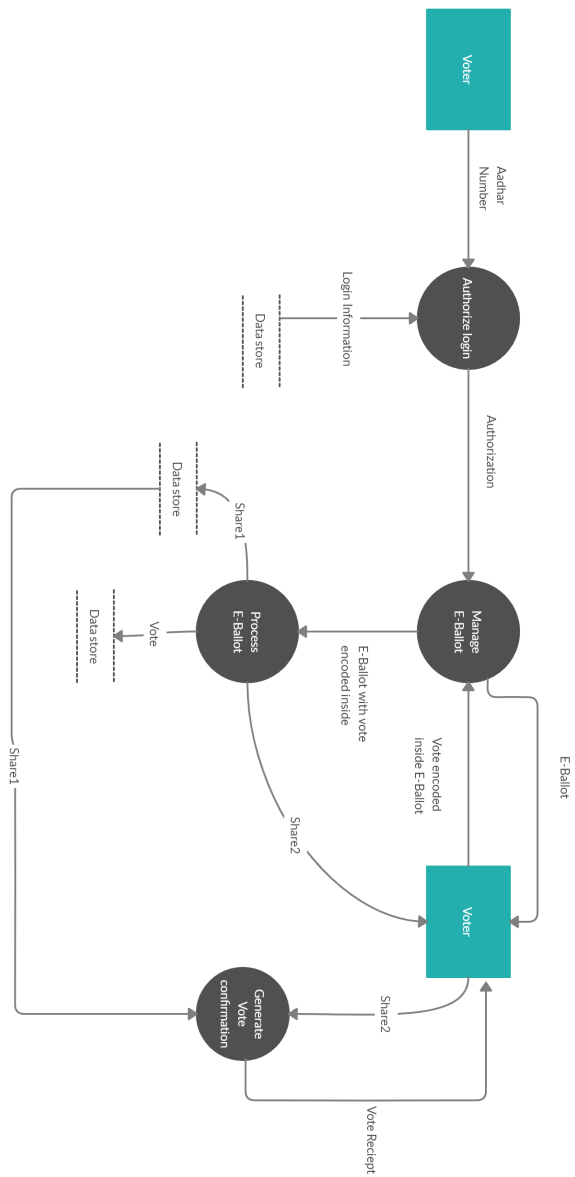 Voter
Aadhar
Number
Authorize login
Login Information
Data store
Authorization
Manage
E-Ballot
E-Ballot
Vote encoded
inside E-Ballot
Voter
E-Ballot with vote
encoded inside
Process
E-Ballot
Share1
Data store
Vote
Data store
Share2
Share1
Share2
Generate
Vote
confirmation
Vote Reciept